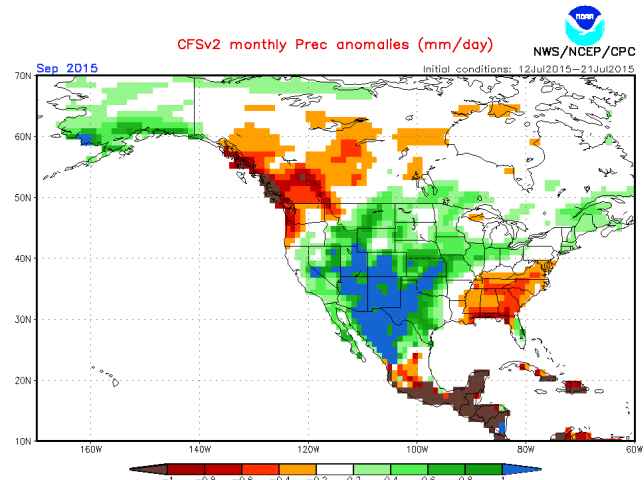 NOAA
CFSv2 monthly Prec anomalies (mm/day)
NWS/NCEP/CPC
Sep 2015
Initial conditions: 12Jul2015–21Jul2015
70N
60N
50N
40N
30N
20N
10N
160W 140W 120W 100W 80W 60W
-1 -0.8 -0.6 -0.4 -0.2 0.2 0.4 0.6 0.8 1